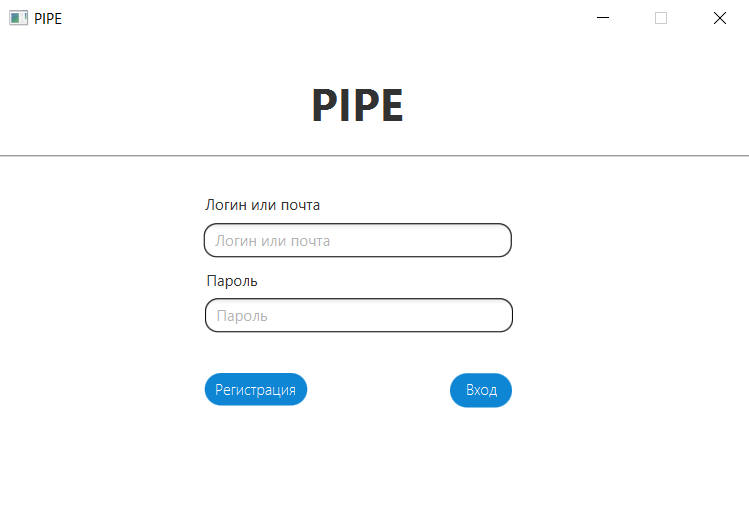 PIPE
PIPE
Логин или почта
Логин или почта
Пароль
Пароль
Регистрация Вход